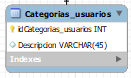 Categorias_usuarios
idCategorias_usuarios INT
Descripcion VARCHAR(45)
Indexes